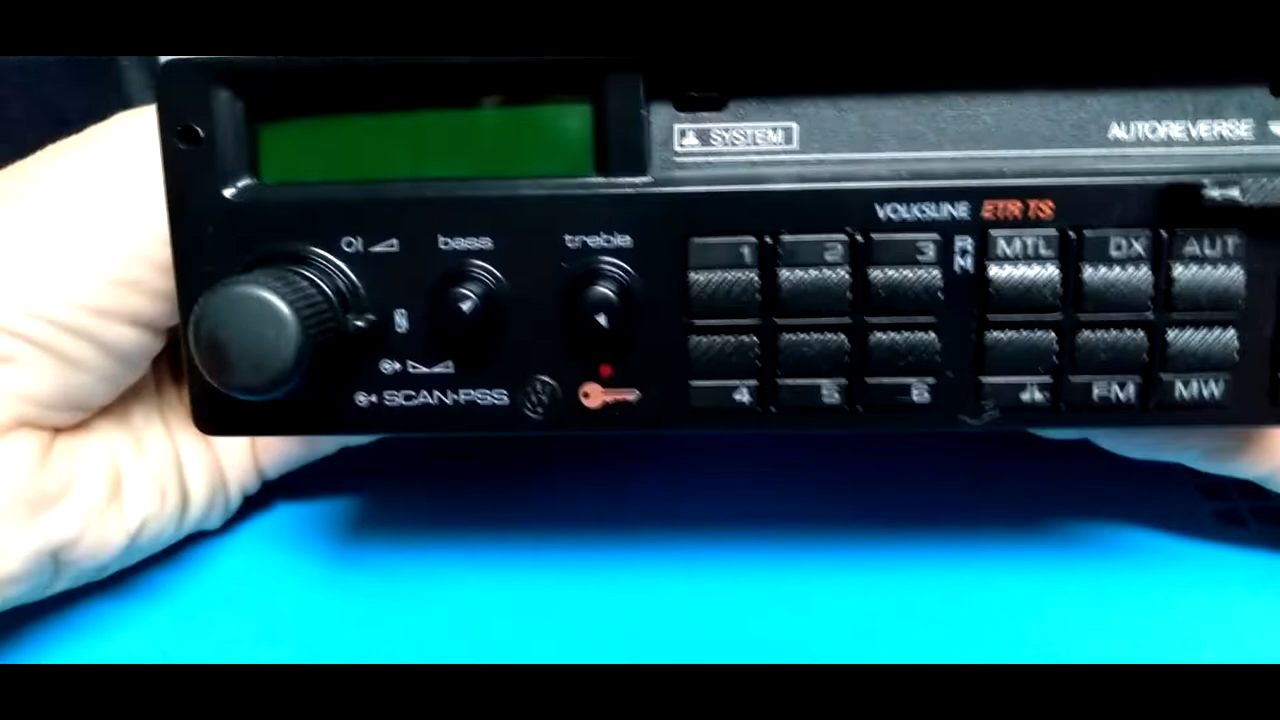 SYSTEM
AUTOREVERSE
VOLKSLINE ETR TS
bass
treble
1 2 3
RM
MTL DX AUT
SCAN•PSS
4 5 6
FM MW